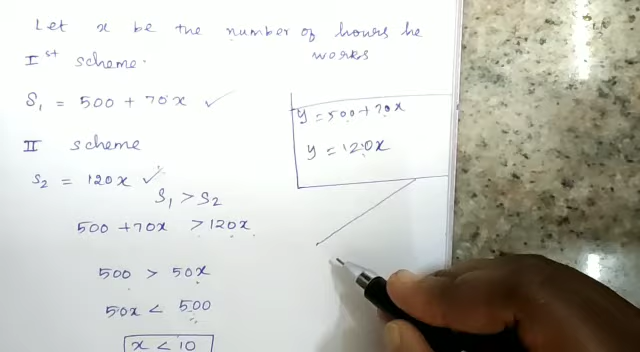 Let x be the number of hours he
works
Ist scheme.
S1 = 500 + 70x ✓
II scheme
S2 = 120x ✓
S1 > S2
500 + 70x > 120x
500 > 50x
50x < 500
x < 10
y = 500 + 70x
y = 120x